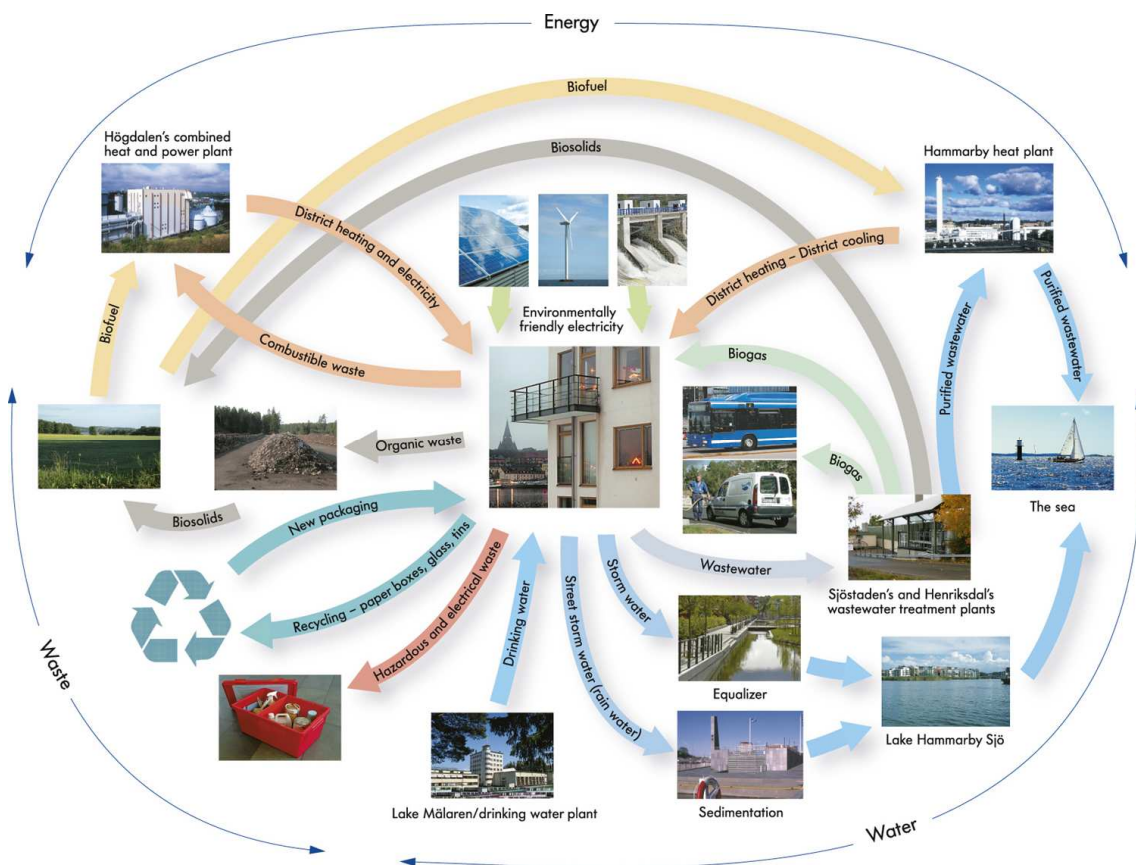 Energy
Biofuel
Högdalen's combined
heat and power plant
Biosolids
Hammarby heat plant
District heating and electricity
District heating – District cooling
Environmentally
friendly electricity
Biofuel
Combustible waste
Biogas
Purified wastewater
Purified wastewater
Organic waste
Biogas
Biosolids
New packaging
The sea
Recycling – paper boxes, glass, tins
Hazardous and electrical waste
Drinking water
Street storm water (rain water)
Storm water
Wastewater
Sjöstaden's and Henriksdal's
wastewater treatment plants
Waste
Equalizer
Lake Hammarby Sjö
Lake Mälaren/drinking water plant
Sedimentation
Water